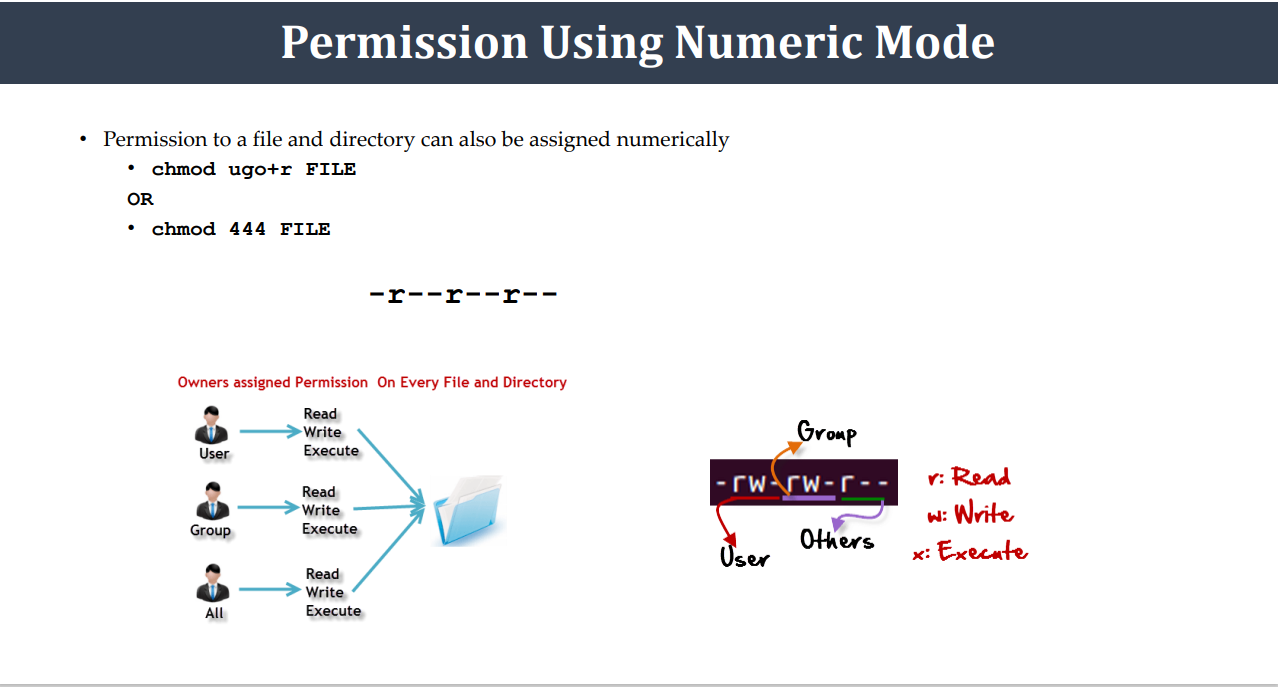 Permission Using Numeric Mode
• Permission to a file and directory can also be assigned numerically
• chmod ugo+r FILE
OR
• chmod 444 FILE
-r--r--r--
Owners assigned Permission On Every File and Directory
User
Read
Write
Execute
Group
Read
Write
Execute
All
Read
Write
Execute
Group
-rw-rw-r--
User
Others
r: Read
w: Write
x: Execute